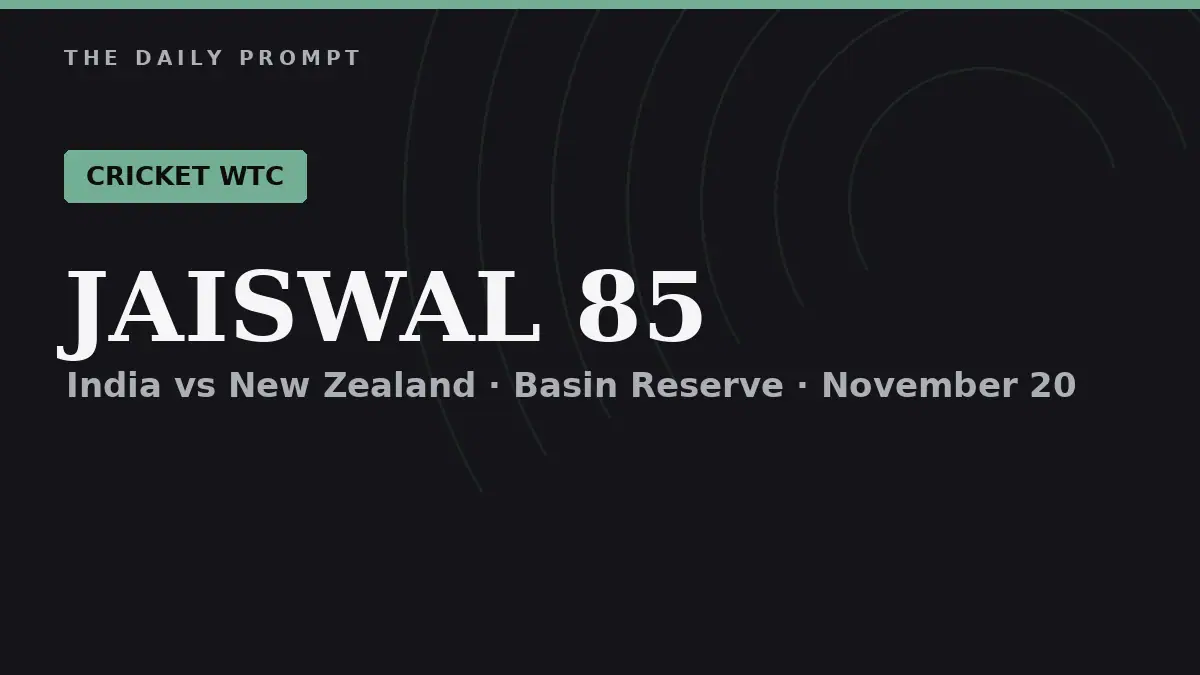 THE DAILY PROMPT
CRICKET WTC
JAISWAL 85
India vs New Zealand · Basin Reserve · November 20